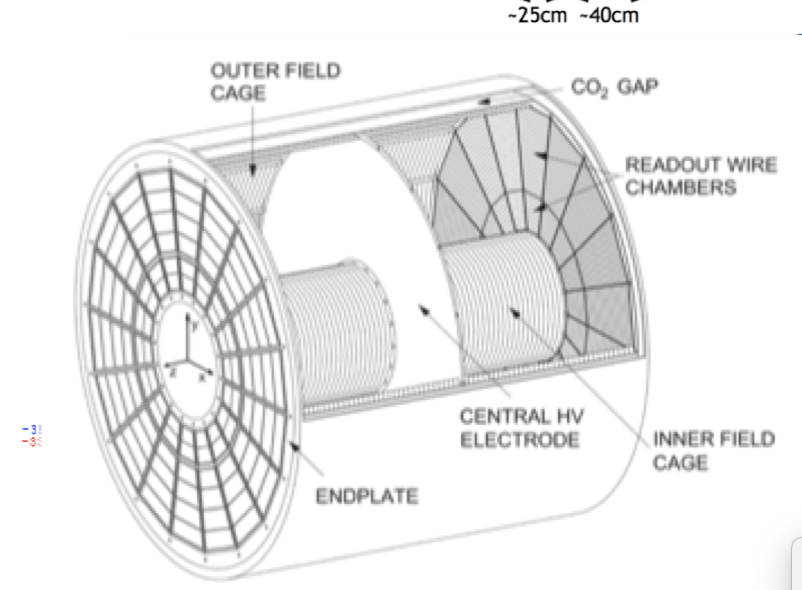 ~25cm ~40cm
OUTER FIELD
CAGE
CO₂ GAP
READOUT WIRE
CHAMBERS
y
z
x
CENTRAL HV
ELECTRODE
INNER FIELD
CAGE
ENDPLATE